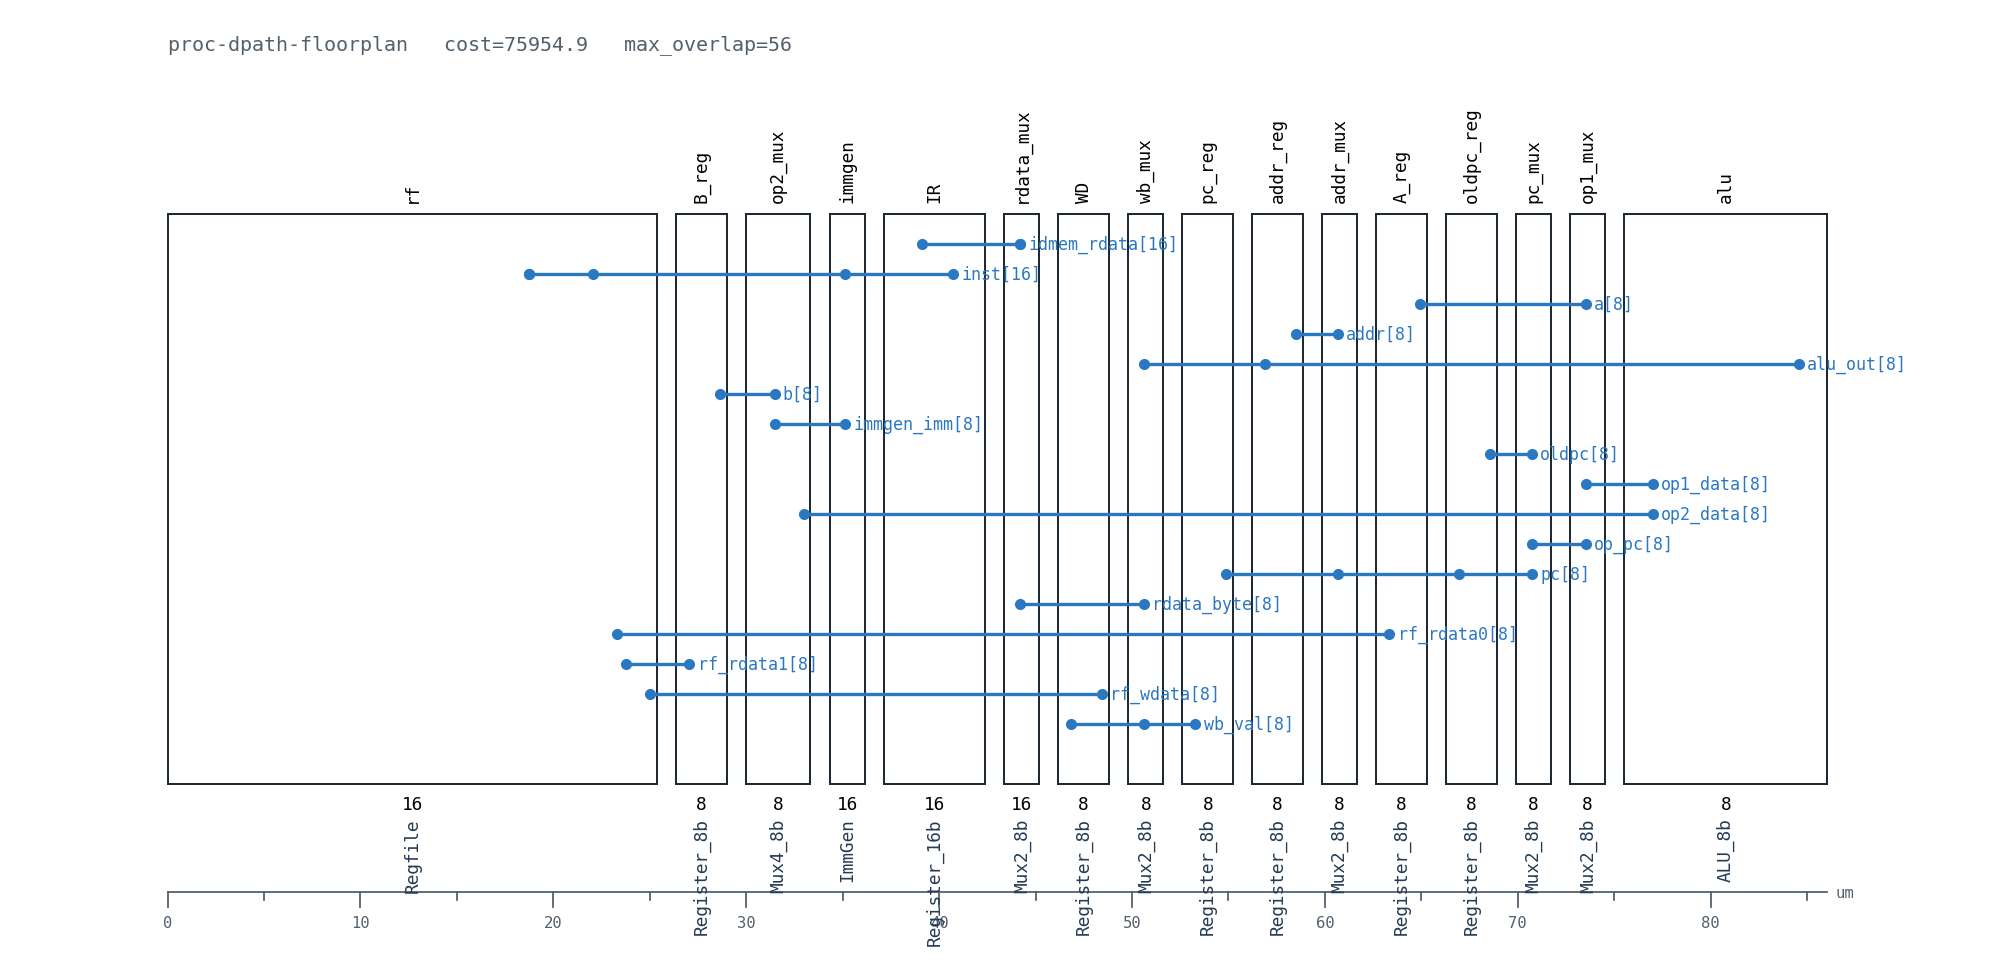 proc-dpath-floorplan   cost=75954.9   max_overlap=56
rf
B_reg
op2_mux
immgen
IR
rdata_mux
WD
wb_mux
pc_reg
addr_reg
addr_mux
A_reg
oldpc_reg
pc_mux
op1_mux
alu
idmem_rdata[16]
inst[16]
a[8]
addr[8]
alu_out[8]
b[8]
immgen_imm[8]
oldpc[8]
op1_data[8]
op2_data[8]
op_pc[8]
pc[8]
rdata_byte[8]
rf_rdata0[8]
rf_rdata1[8]
rf_wdata[8]
wb_val[8]
16 8 8 16 16 16 8 8 8 8 8 8 8 8 8 8
Regfile
Register_8b
Mux4_8b
ImmGen
Register_16b
Mux2_8b
Register_8b
Mux2_8b
Register_8b
Register_8b
Mux2_8b
Register_8b
Register_8b
Mux2_8b
Mux2_8b
ALU_8b
um
0 10 20 30 40 50 60 70 80